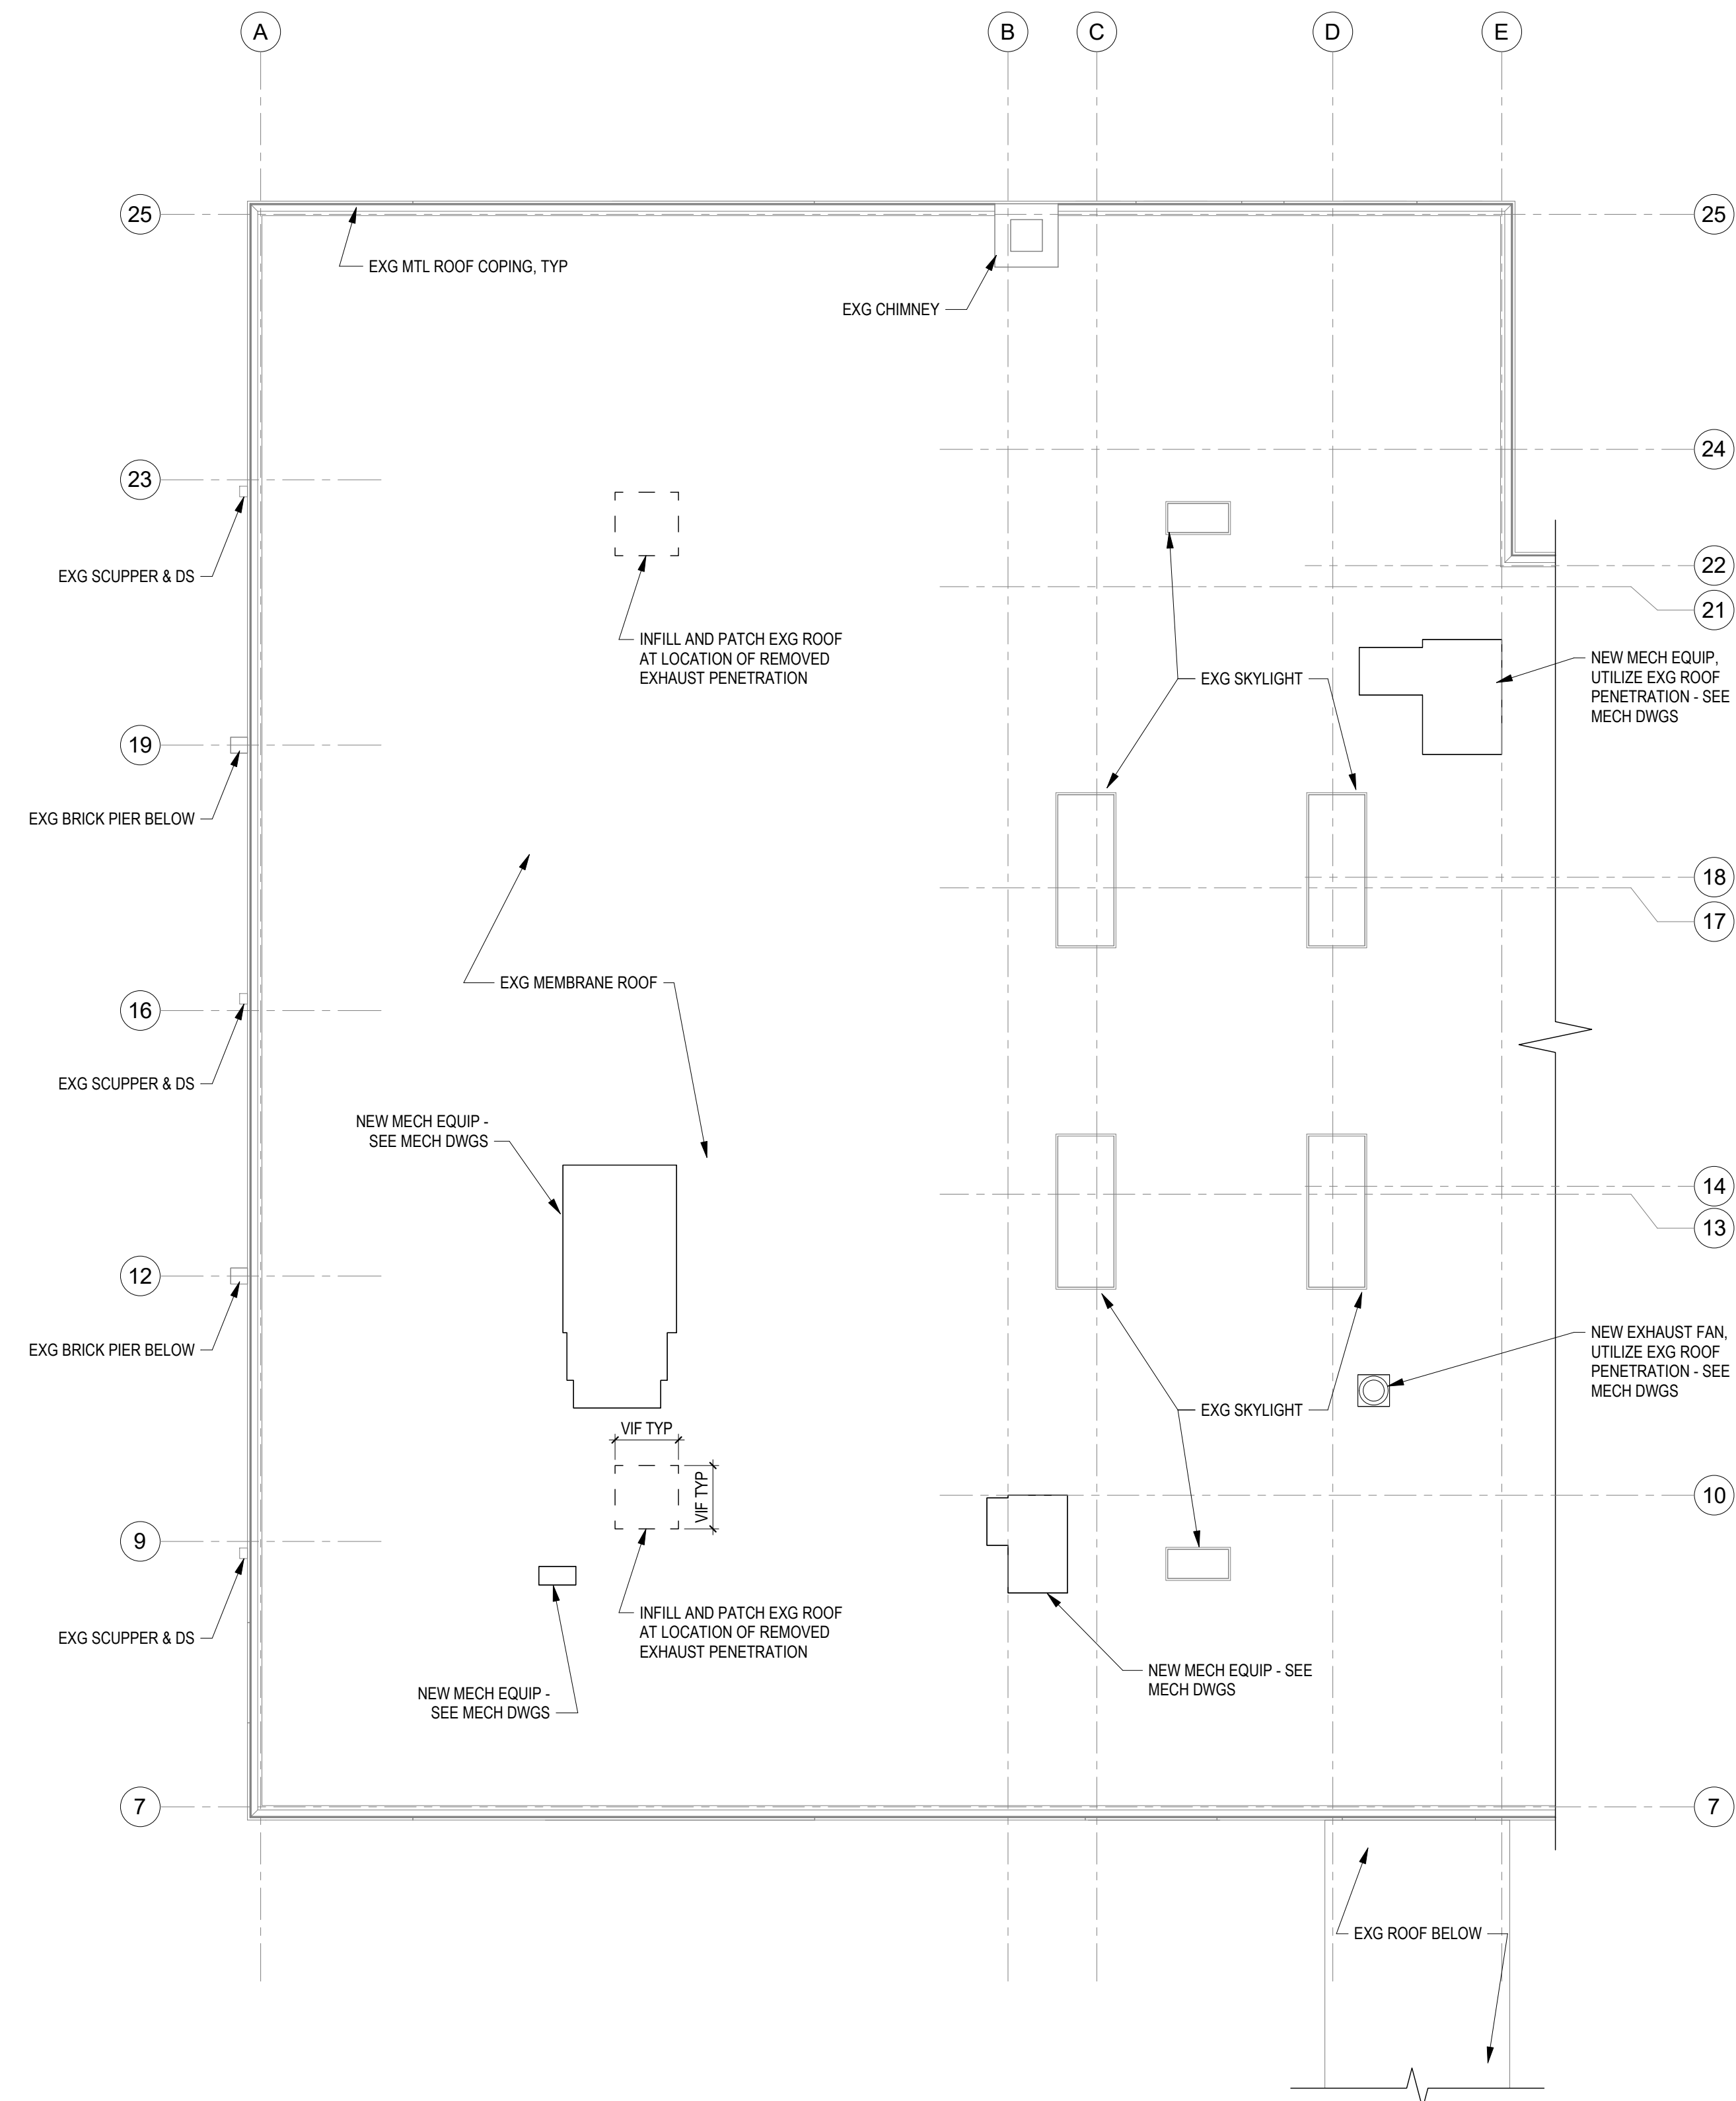 A
B
C
D
E
25
25
EXG MTL ROOF COPING, TYP
EXG CHIMNEY
24
23
EXG SCUPPER & DS
22
21
INFILL AND PATCH EXG ROOF
AT LOCATION OF REMOVED
EXHAUST PENETRATION
EXG SKYLIGHT
NEW MECH EQUIP,
UTILIZE EXG ROOF
PENETRATION - SEE
MECH DWGS
19
EXG BRICK PIER BELOW
18
17
EXG MEMBRANE ROOF
16
EXG SCUPPER & DS
NEW MECH EQUIP -
SEE MECH DWGS
14
13
12
EXG BRICK PIER BELOW
NEW EXHAUST FAN,
UTILIZE EXG ROOF
PENETRATION - SEE
MECH DWGS
EXG SKYLIGHT
VIF TYP
VIF TYP
10
9
EXG SCUPPER & DS
INFILL AND PATCH EXG ROOF
AT LOCATION OF REMOVED
EXHAUST PENETRATION
NEW MECH EQUIP - SEE
MECH DWGS
NEW MECH EQUIP -
SEE MECH DWGS
7
7
EXG ROOF BELOW